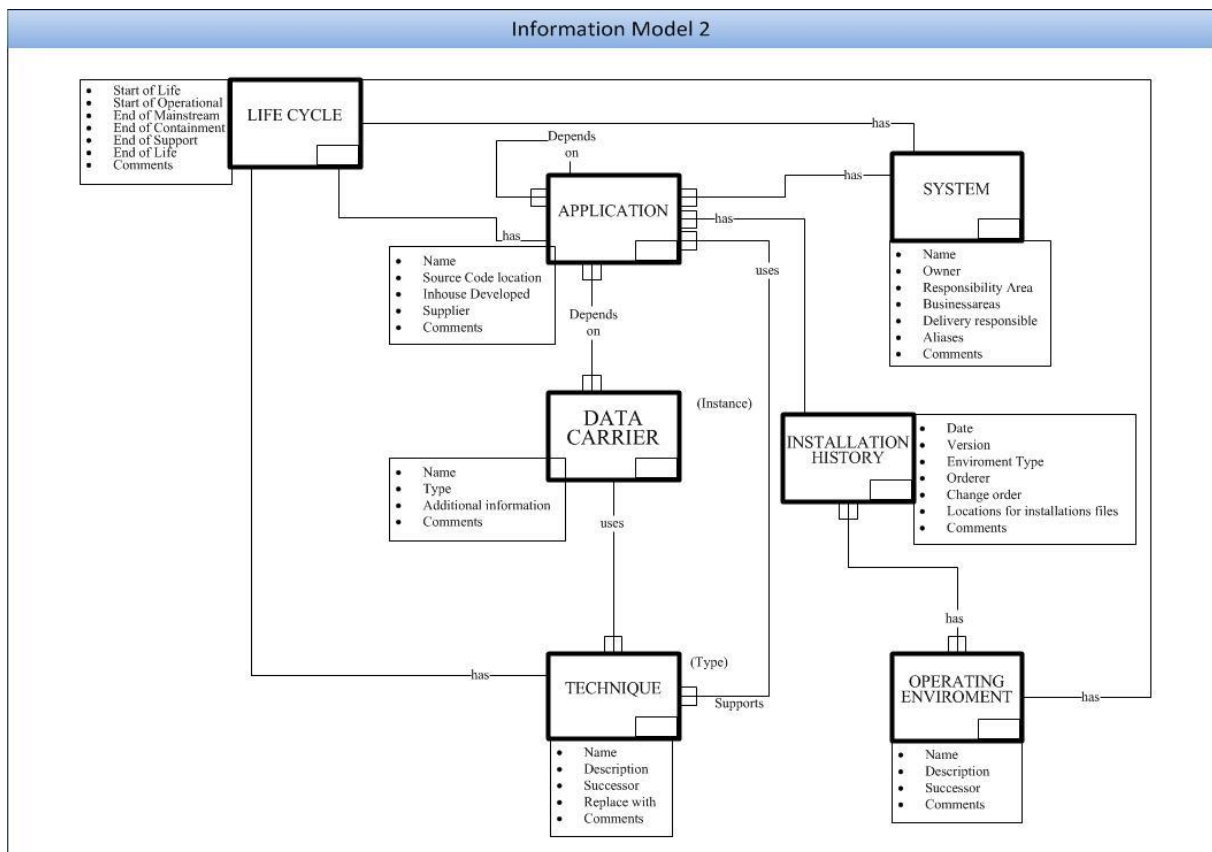 Information Model 2
• Start of Life
• Start of Operational
• End of Mainstream
• End of Containment
• End of Support
• End of Life
• Comments
LIFE CYCLE
has
Depends
on
APPLICATION
has
SYSTEM
has
has
uses
• Name
• Source Code location
• Inhouse Developed
• Supplier
• Comments
• Name
• Owner
• Responsibility Area
• Businessareas
• Delivery responsible
• Aliases
• Comments
Depends
on
DATA
CARRIER
(Instance)
• Name
• Type
• Additional information
• Comments
INSTALLATION
HISTORY
• Date
• Version
• Enviroment Type
• Orderer
• Change order
• Locations for installations files
• Comments
uses
has
has
TECHNIQUE
(Type)
Supports
OPERATING
ENVIROMENT
has
• Name
• Description
• Successor
• Replace with
• Comments
• Name
• Description
• Successor
• Comments